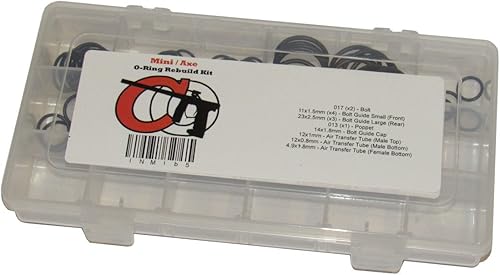 Mini / Axe
O-Ring Rebuild Kit
017 (x2) - Bolt
11x1.5mm (x4) - Bolt Guide Small (Front)
23x2.5mm (x3) - Bolt Guide Large (Rear)
013 (x1) - Poppet
14x1.8mm - Bolt Guide Cap
12x1mm - Air Transfer Tube (Male Top)
12x0.8mm - Air Transfer Tube (Male Bottom)
4.9x1.8mm - Air Transfer Tube (Female Bottom)
INMib5